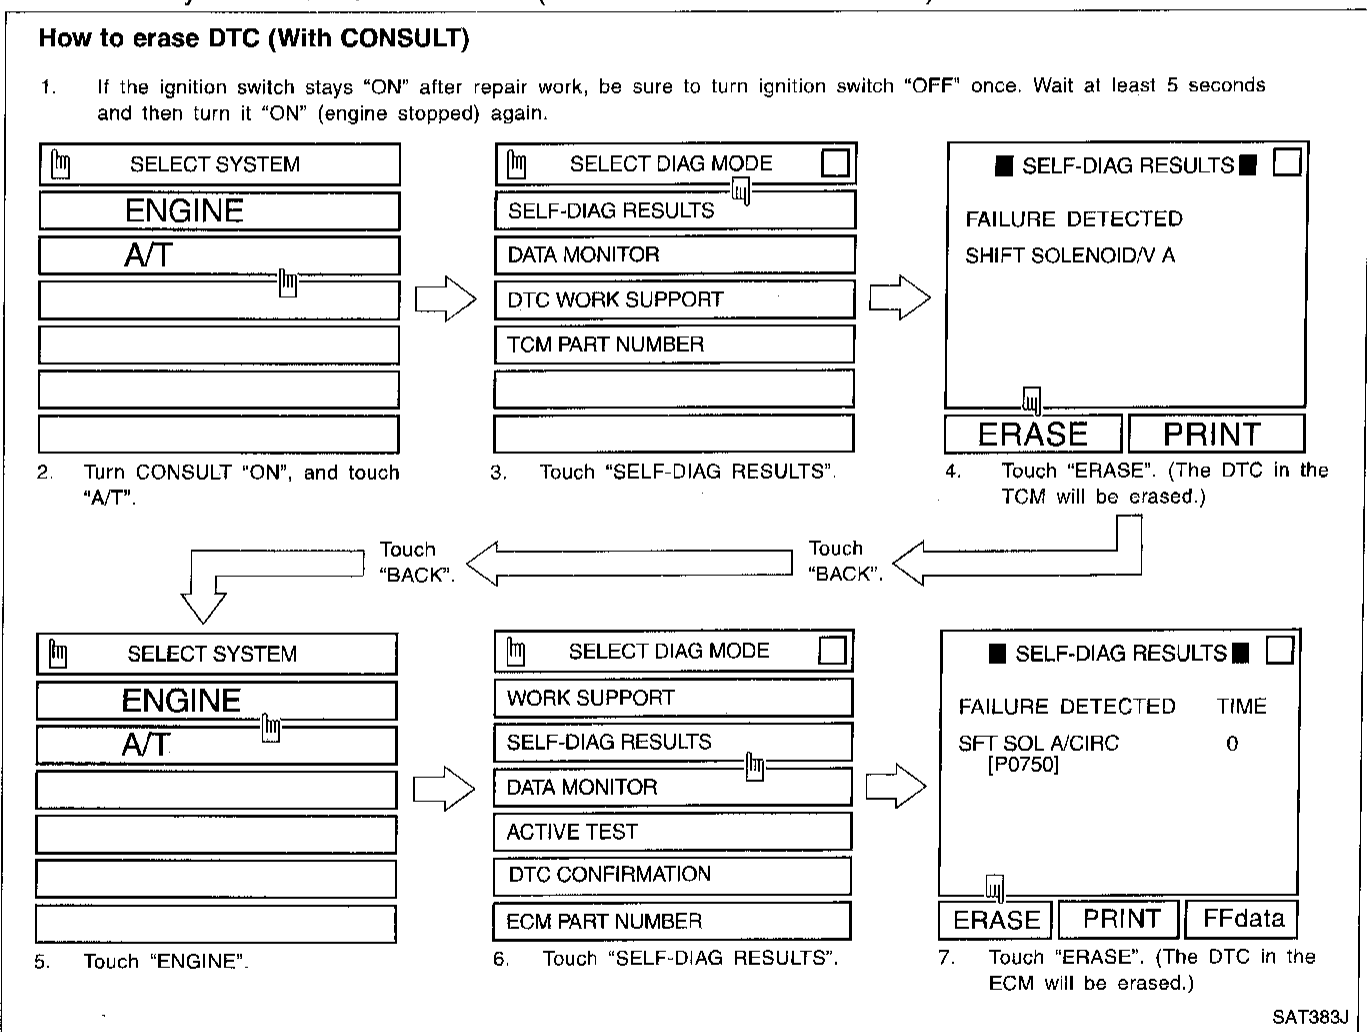 How to erase DTC (With CONSULT)
1. If the ignition switch stays “ON” after repair work, be sure to turn ignition switch “OFF” once. Wait at least 5 seconds
and then turn it “ON” (engine stopped) again.
SELECT SYSTEM
ENGINE
A/T
2. Turn CONSULT “ON”, and touch
“A/T”.
SELECT DIAG MODE
SELF-DIAG RESULTS
DATA MONITOR
DTC WORK SUPPORT
TCM PART NUMBER
3. Touch “SELF-DIAG RESULTS”.
SELF-DIAG RESULTS
FAILURE DETECTED
SHIFT SOLENOID/V A
ERASE PRINT
4. Touch “ERASE”. (The DTC in the
TCM will be erased.)
Touch
“BACK”.
Touch
“BACK”.
SELECT SYSTEM
ENGINE
A/T
5. Touch “ENGINE”.
SELECT DIAG MODE
WORK SUPPORT
SELF-DIAG RESULTS
DATA MONITOR
ACTIVE TEST
DTC CONFIRMATION
ECM PART NUMBER
6. Touch “SELF-DIAG RESULTS”.
SELF-DIAG RESULTS
FAILURE DETECTED TIME
SFT SOL A/CIRC 0
[P0750]
ERASE PRINT FFdata
7. Touch “ERASE”. (The DTC in the
ECM will be erased.)
SAT383J